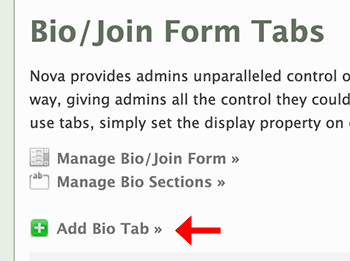 Bio/Join Form Tabs
Nova provides admins unparalleled control o
way, giving admins all the control they could
use tabs, simply set the display property on
Manage Bio/Join Form »
ab
Manage Bio Sections »
Add Bio Tab »